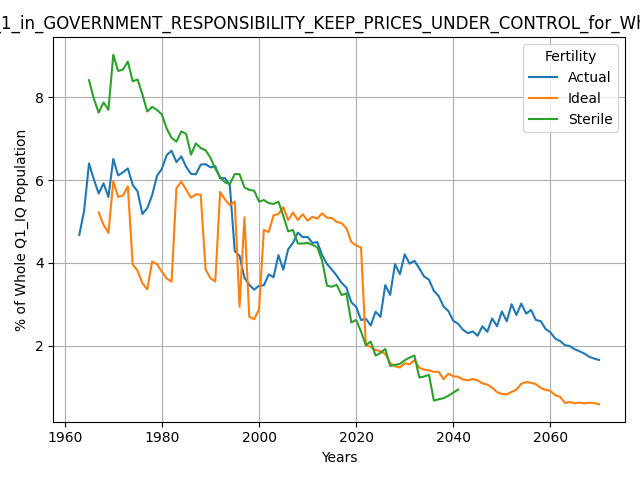 _1_in_GOVERNMENT_RESPONSIBILITY_KEEP_PRICES_UNDER_CONTROL_for_Wh
Fertility
Actual
Ideal
Sterile
% of Whole Q1_IQ Population
8
6
4
2
1960 1980 2000 2020 2040 2060
Years